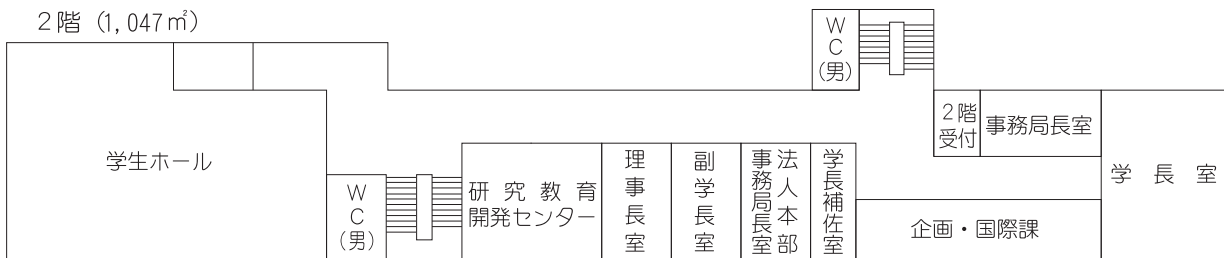 2階 (1,047㎡)
学生ホール
WC(男)
研究教育
開発センター
理事長室
副学長室
法人本部
事務局長室
学長補佐室
WC(男)
2階
受付
事務局長室
企画・国際課
学長室